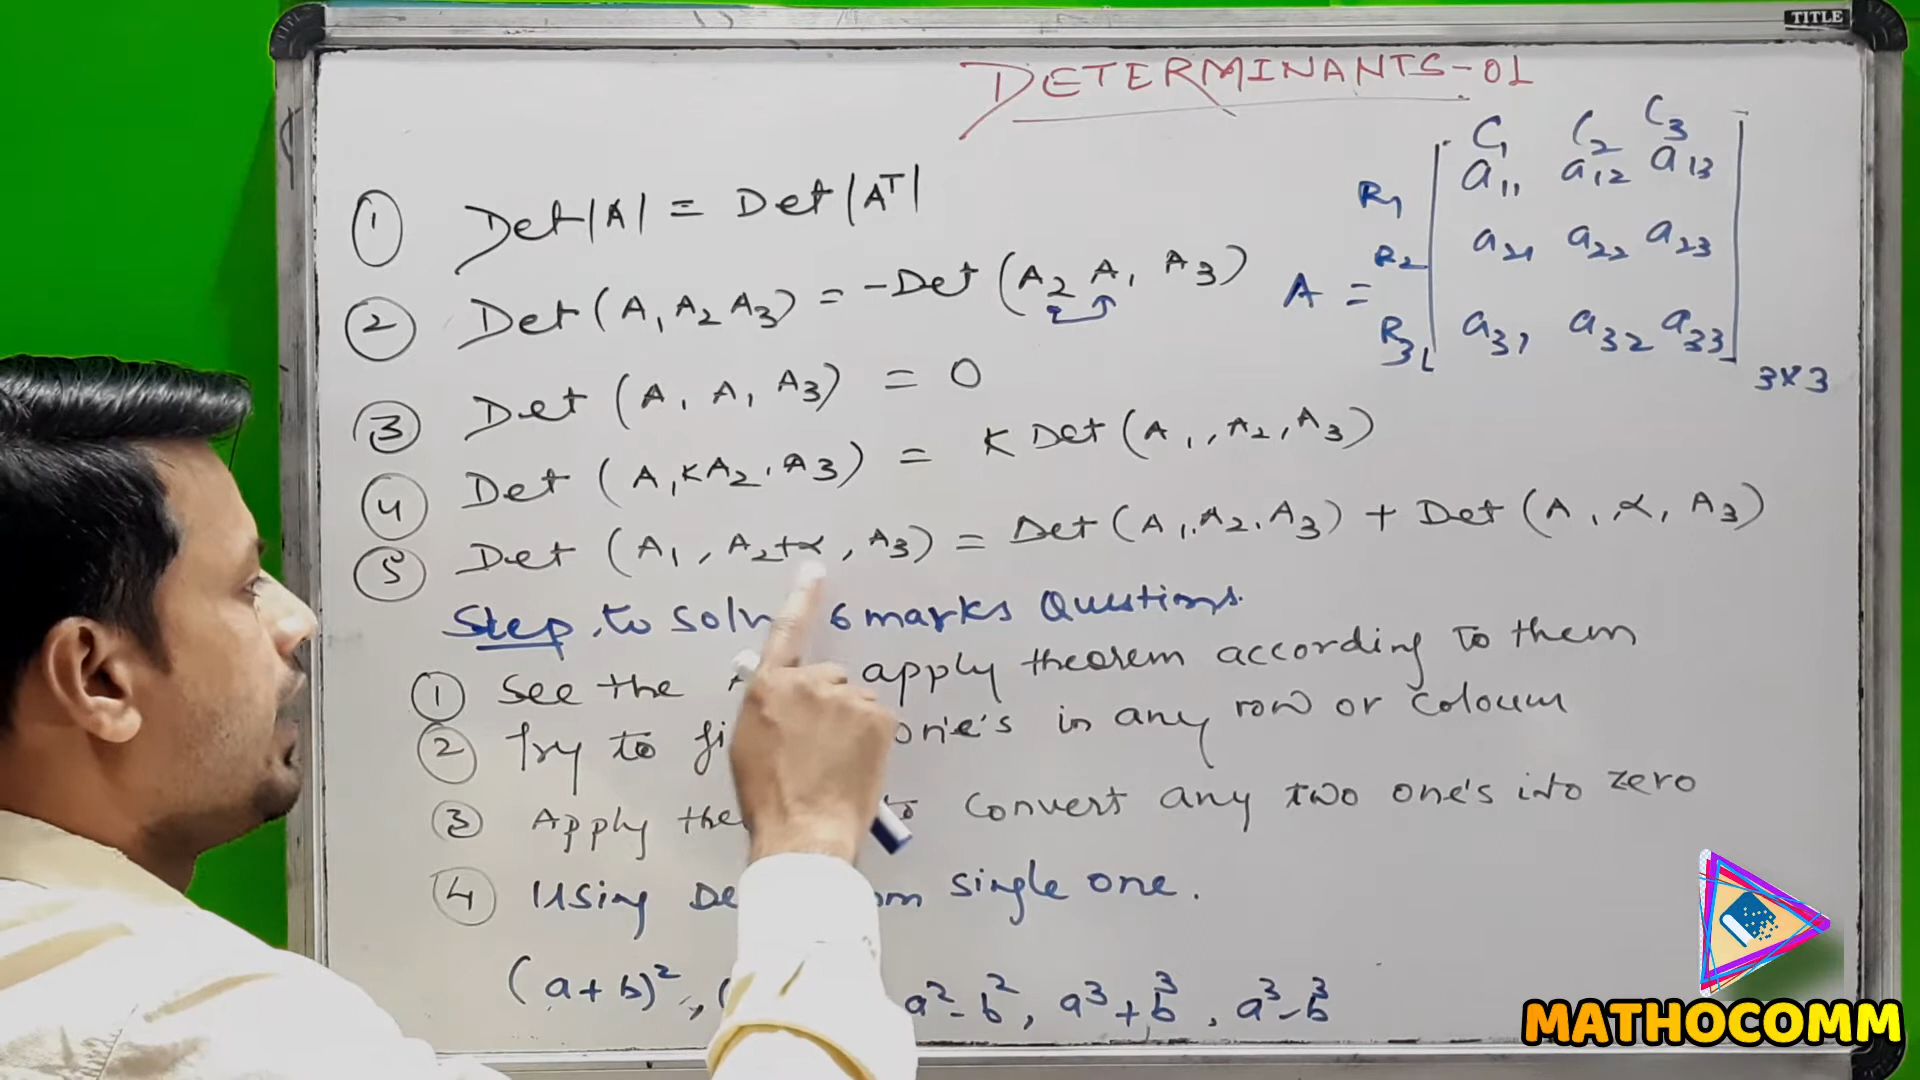 TITLE
DETERMINANTS-01
① Det|A| = Det|Aᵀ|
② Det(A₁ A₂ A₃) = -Det(A₂ A₁ A₃)
③ Det(A₁ A₁ A₃) = 0
④ Det(A₁ KA₂, A₃) = K Det(A₁, A₂, A₃)
⑤ Det(A₁, A₂+α, A₃) = Det(A₁, A₂, A₃) + Det(A₁, α, A₃)
C₁ C₂ C₃
R₁ a₁₁ a₁₂ a₁₃
R₂ a₂₁ a₂₂ a₂₃
A =
R₃ a₃₁ a₃₂ a₃₃
3×3
Step to 6 marks Questions.
① See the apply theorem according to them
② Try to one's in any row or coloum
③ Apply to convert any two one's into zero
④ Using single one.
(a+b)², a²-b², a³+b³, a³-b³
MATHOCOMM